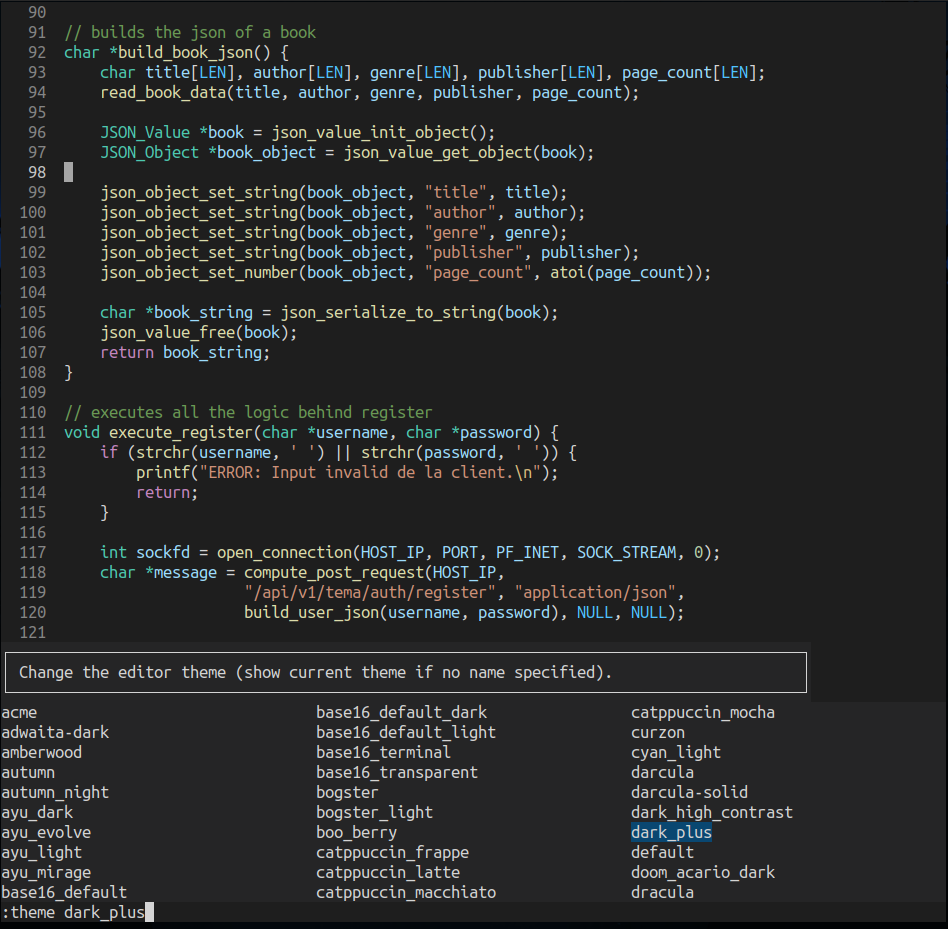 90
91 // builds the json of a book
92 char *build_book_json() {
93     char title[LEN], author[LEN], genre[LEN], publisher[LEN], page_count[LEN];
94     read_book_data(title, author, genre, publisher, page_count);
95
96     JSON_Value *book = json_value_init_object();
97     JSON_Object *book_object = json_value_get_object(book);
98
99     json_object_set_string(book_object, "title", title);
100     json_object_set_string(book_object, "author", author);
101     json_object_set_string(book_object, "genre", genre);
102     json_object_set_string(book_object, "publisher", publisher);
103     json_object_set_number(book_object, "page_count", atoi(page_count));
104
105     char *book_string = json_serialize_to_string(book);
106     json_value_free(book);
107     return book_string;
108 }
109
110 // executes all the logic behind register
111 void execute_register(char *username, char *password) {
112     if (strchr(username, ' ') || strchr(password, ' ')) {
113         printf("ERROR: Input invalid de la client.\n");
114         return;
115     }
116
117     int sockfd = open_connection(HOST_IP, PORT, PF_INET, SOCK_STREAM, 0);
118     char *message = compute_post_request(HOST_IP,
119                     "/api/v1/tema/auth/register", "application/json",
120                     build_user_json(username, password), NULL, NULL);
121
Change the editor theme (show current theme if no name specified).
acme base16_default_dark catppuccin_mocha
adwaita-dark base16_default_light curzon
amberwood base16_terminal cyan_light
autumn base16_transparent darcula
autumn_night bogster darcula-solid
ayu_dark bogster_light dark_high_contrast
ayu_evolve boo_berry dark_plus
ayu_light catppuccin_frappe default
ayu_mirage catppuccin_latte doom_acario_dark
base16_default catppuccin_macchiato dracula
:theme dark_plus